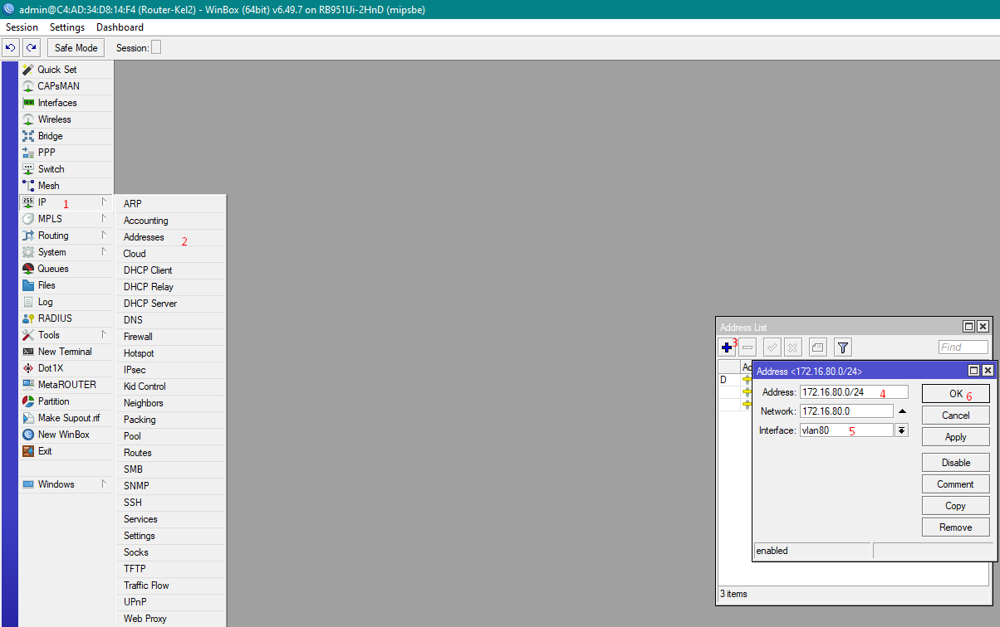 admin@C4:AD:34:D8:14:F4 (Router-Kel2) - WinBox (64bit) v6.49.7 on RB951Ui-2HnD (mipsbe)
Session Settings Dashboard
Safe Mode Session:
Quick Set
CAPsMAN
Interfaces
Wireless
Bridge
PPP
Switch
Mesh
IP 1
MPLS
Routing
System
Queues
Files
Log
RADIUS
Tools
New Terminal
Dot1X
MetaROUTER
Partition
Make Supout.rif
New WinBox
Exit
Windows
ARP
Accounting
Addresses 2
Cloud
DHCP Client
DHCP Relay
DHCP Server
DNS
Firewall
Hotspot
IPsec
Kid Control
Neighbors
Packing
Pool
Routes
SMB
SNMP
SSH
Services
Settings
Socks
TFTP
Traffic Flow
UPnP
Web Proxy
Address List
3 Find
D
Address <172.16.80.0/24>
Address: 172.16.80.0/24 4
Network: 172.16.80.0
Interface: vlan80 5
OK 6
Cancel
Apply
Disable
Comment
Copy
Remove
enabled
3 items